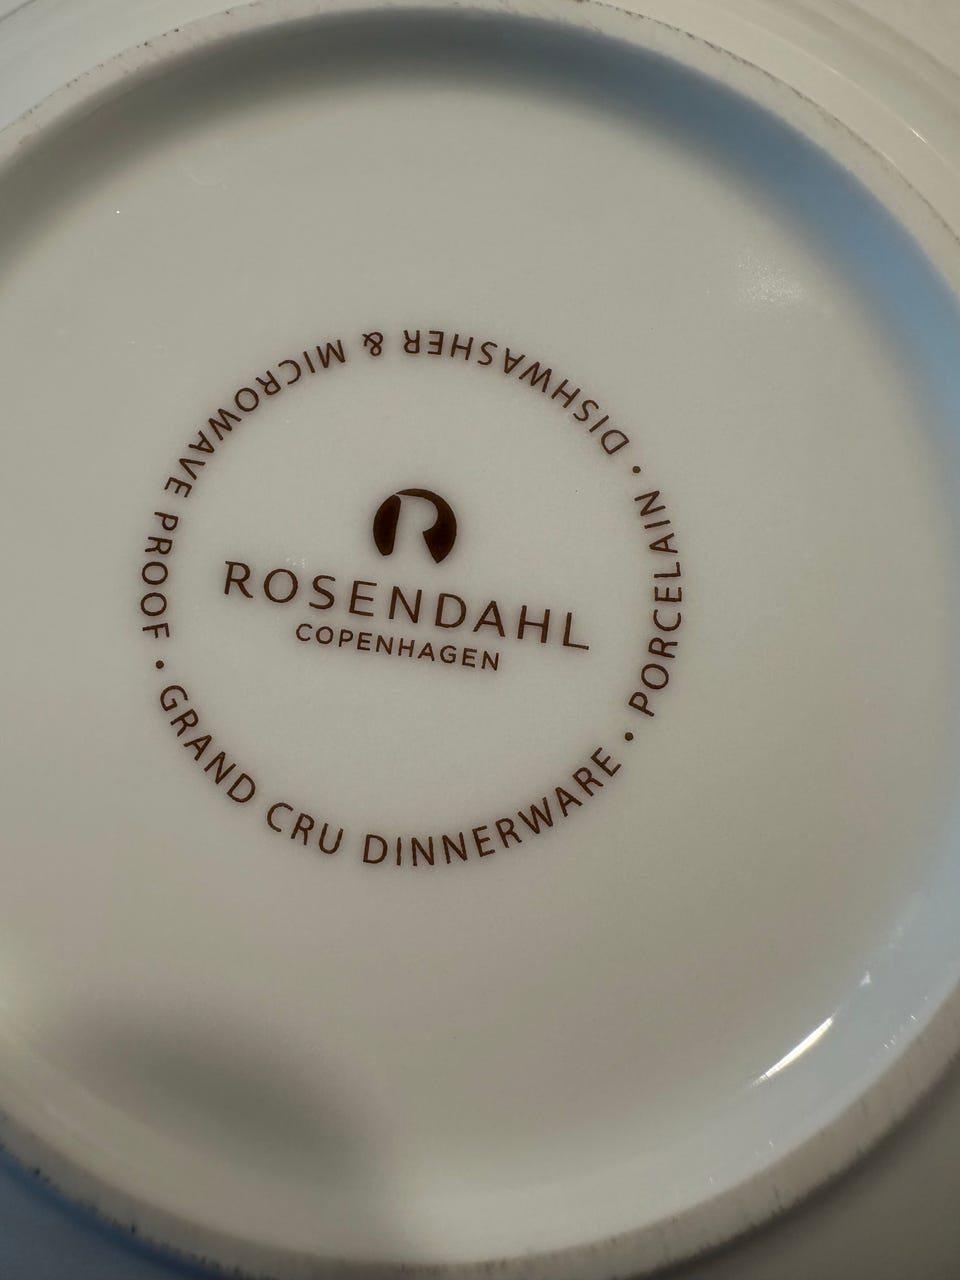 ROSENDAHL
COPENHAGEN
GRAND CRU DINNERWARE • PORCELAIN • DISHWASHER & MICROWAVE PROOF •